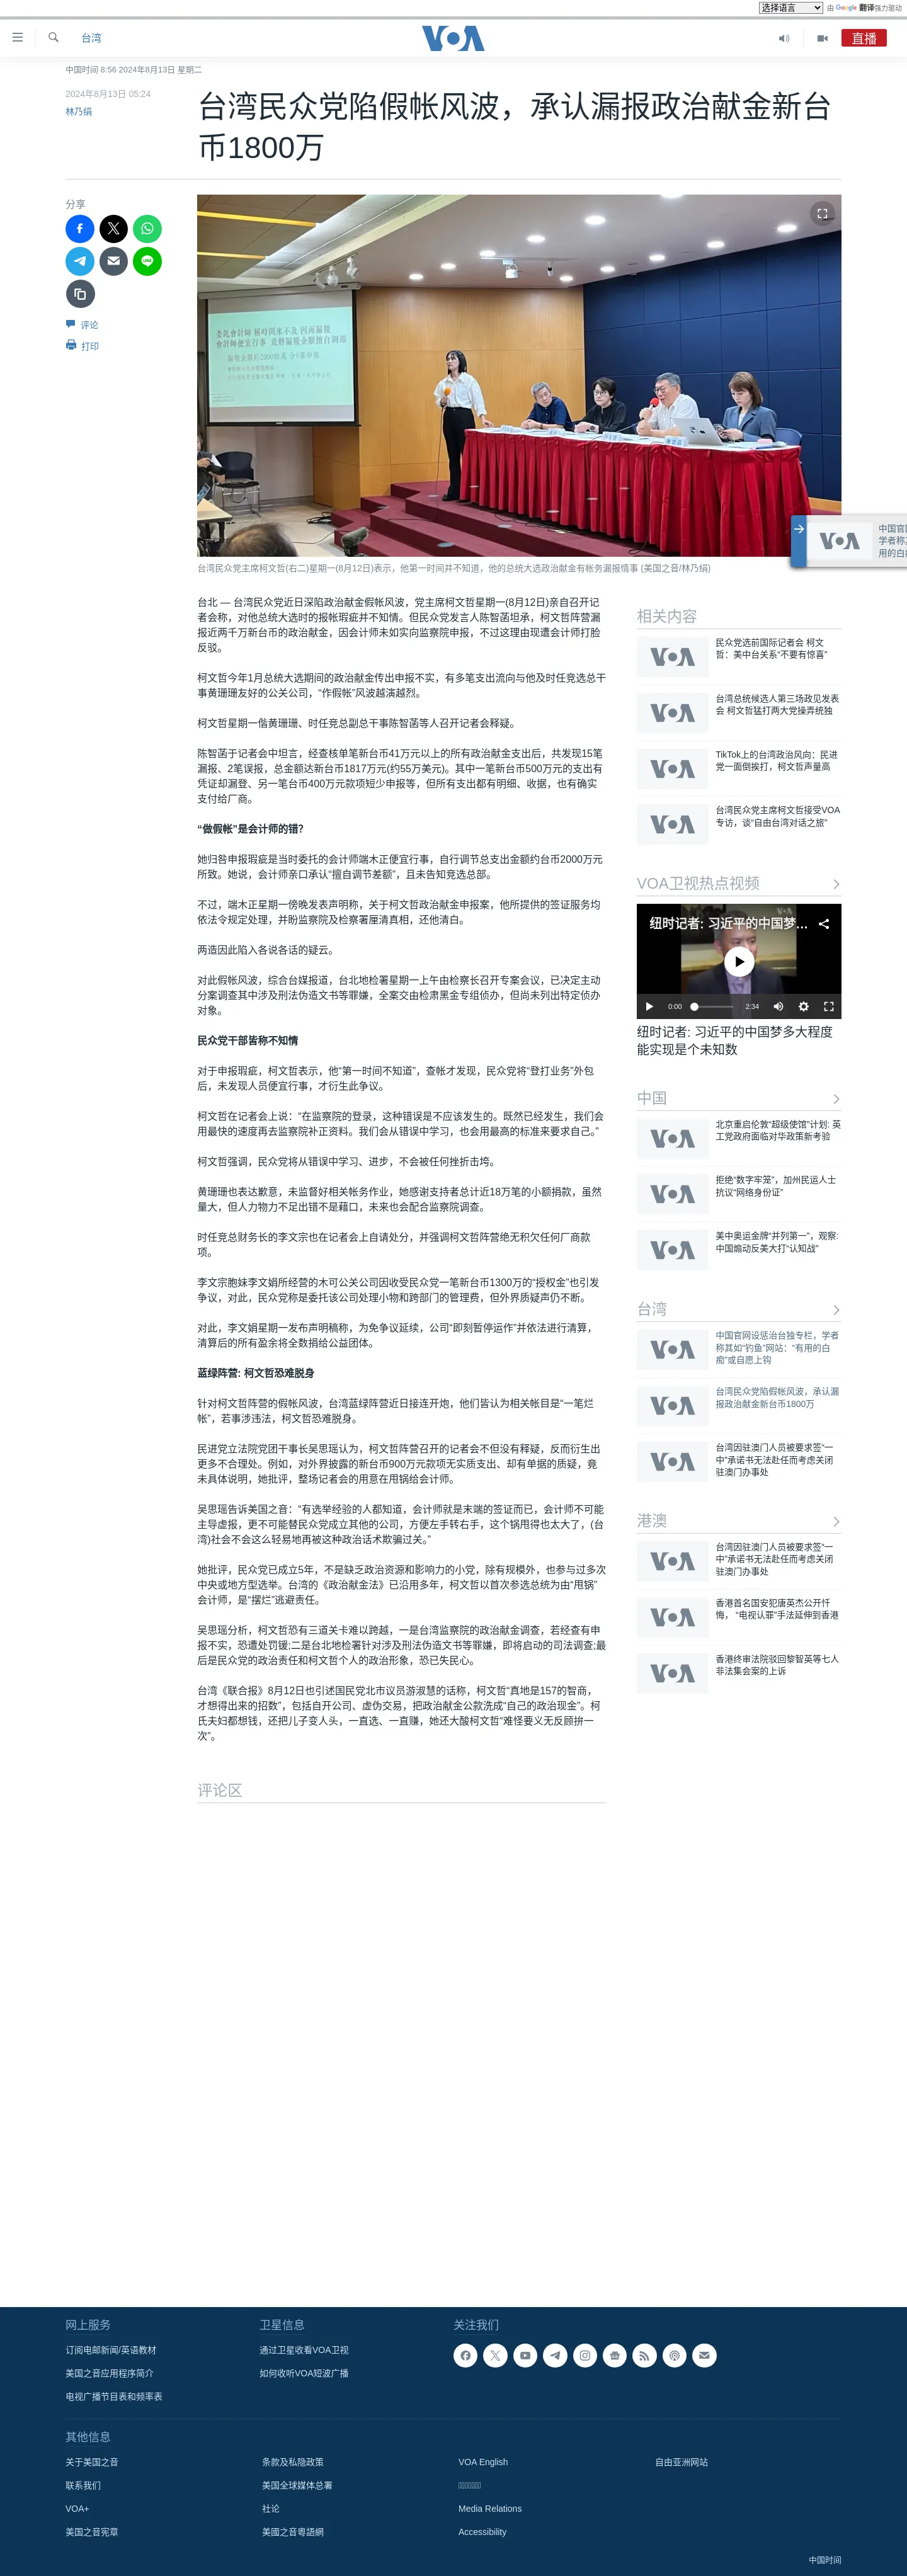 选择语言 由 Google 翻译强力驱动
台湾
VOA
直播
中国时间 8:56 2024年8月13日 星期二
2024年8月13日 05:24
林乃绢
台湾民众党陷假帐风波，承认漏报政治献金新台
币1800万
分享
评论
打印
台湾民众党主席柯文哲(右二)星期一(8月12日)表示，他第一时间并不知道，他的总统大选政治献金有帐务漏报情事 (美国之音/林乃绢)
台北 — 台湾民众党近日深陷政治献金假帐风波，党主席柯文哲星期一(8月12日)亲自召开记
者会称，对他总统大选时的报帐瑕疵并不知情。但民众党发言人陈智菡坦承，柯文哲阵营漏
报近两千万新台币的政治献金，因会计师未如实向监察院申报，不过这理由现遭会计师打脸
反驳。
柯文哲今年1月总统大选期间的政治献金传出申报不实，有多笔支出流向与他及时任竞选总干
事黄珊珊友好的公关公司，“作假帐”风波越演越烈。
柯文哲星期一偕黄珊珊、时任竞总副总干事陈智菡等人召开记者会释疑。
陈智菡于记者会中坦言，经查核单笔新台币41万元以上的所有政治献金支出后，共发现15笔
漏报、2笔误报，总金额达新台币1817万元(约55万美元)。其中一笔新台币500万元的支出有
凭证却漏登、另一笔台币400万元款项短少申报等，但所有支出都有明细、收据，也有确实
支付给厂商。
“做假帐”是会计师的错？
她归咎申报瑕疵是当时委托的会计师端木正便宜行事，自行调节总支出金额约台币2000万元
所致。她说，会计师亲口承认“擅自调节差额”，且未告知竞选总部。
不过，端木正星期一傍晚发表声明称，关于柯文哲政治献金申报案，他所提供的签证服务均
依法令规定处理，并盼监察院及检察署厘清真相，还他清白。
两造因此陷入各说各话的疑云。
对此假帐风波，综合台媒报道，台北地检署星期一上午由检察长召开专案会议，已决定主动
分案调查其中涉及刑法伪造文书等罪嫌，全案交由检肃黑金专组侦办，但尚未列出特定侦办
对象。
民众党干部皆称不知情
对于申报瑕疵，柯文哲表示，他“第一时间不知道”，查帐才发现，民众党将“登打业务”外包
后，未发现人员便宜行事，才衍生此争议。
柯文哲在记者会上说：“在监察院的登录，这种错误是不应该发生的。既然已经发生，我们会
用最快的速度再去监察院补正资料。我们会从错误中学习，也会用最高的标准来要求自己。”
柯文哲强调，民众党将从错误中学习、进步，不会被任何挫折击垮。
黄珊珊也表达歉意，未监督好相关帐务作业，她感谢支持者总计近18万笔的小额捐款，虽然
量大，但人力物力不足出错不是藉口，未来也会配合监察院调查。
时任竞总财务长的李文宗也在记者会上自请处分，并强调柯文哲阵营绝无积欠任何厂商款
项。
李文宗胞妹李文娟所经营的木可公关公司因收受民众党一笔新台币1300万的“授权金”也引发
争议，对此，民众党称是委托该公司处理小物和跨部门的管理费，但外界质疑声仍不断。
对此，李文娟星期一发布声明稿称，为免争议延续，公司“即刻暂停运作”并依法进行清算，
清算后的所有盈余将全数捐给公益团体。
蓝绿阵营: 柯文哲恐难脱身
针对柯文哲阵营的假帐风波，台湾蓝绿阵营近日接连开炮，他们皆认为相关帐目是“一笔烂
帐”，若事涉违法，柯文哲恐难脱身。
民进党立法院党团干事长吴思瑶认为，柯文哲阵营召开的记者会不但没有释疑，反而衍生出
更多不合理处。例如，对外界披露的新台币900万元款项无实质支出、却有单据的质疑，竟
未具体说明，她批评，整场记者会的用意在甩锅给会计师。
吴思瑶告诉美国之音：“有选举经验的人都知道，会计师就是末端的签证而已，会计师不可能
主导虚报，更不可能替民众党成立其他的公司，方便左手转右手，这个锅甩得也太大了，(台
湾)社会不会这么轻易地再被这种政治话术欺骗过关。”
她批评，民众党已成立5年，不是缺乏政治资源和影响力的小党，除有规模外，也参与过多次
中央或地方型选举。台湾的《政治献金法》已沿用多年，柯文哲以首次参选总统为由“甩锅”
会计师，是“摆烂”逃避责任。
吴思瑶分析，柯文哲恐有三道关卡难以跨越，一是台湾监察院的政治献金调查，若经查有申
报不实，恐遭处罚锾;二是台北地检署针对涉及刑法伪造文书等罪嫌，即将启动的司法调查;最
后是民众党的政治责任和柯文哲个人的政治形象，恐已失民心。
台湾《联合报》8月12日也引述国民党北市议员游淑慧的话称，柯文哲“真地是157的智商，
才想得出来的招数”，包括自开公司、虚伪交易，把政治献金公款洗成“自己的政治现金”。柯
氏夫妇都想钱，还把儿子变人头，一直选、一直赚，她还大酸柯文哲“难怪要义无反顾拚一
次”。
评论区
中国官
学者称
用的白
相关内容
民众党选前国际记者会 柯文
哲：美中台关系“不要有惊喜”
台湾总统候选人第三场政见发表
会 柯文哲猛打两大党操弄统独
TikTok上的台湾政治风向：民进
党一面倒挨打，柯文哲声量高
台湾民众党主席柯文哲接受VOA
专访，谈“自由台湾对话之旅”
VOA卫视热点视频
纽时记者: 习近平的中国梦...
0:00 2:34
纽时记者: 习近平的中国梦多大程度
能实现是个未知数
中国
北京重启伦敦“超级使馆”计划: 英
工党政府面临对华政策新考验
拒绝“数字牢笼”，加州民运人士
抗议“网络身份证”
美中奥运金牌“并列第一”，观察:
中国煽动反美大打“认知战”
台湾
中国官网设惩治台独专栏，学者
称其如“钓鱼”网站：“有用的白
痴”或自愿上钩
台湾民众党陷假帐风波，承认漏
报政治献金新台币1800万
台湾因驻澳门人员被要求签“一
中”承诺书无法赴任而考虑关闭
驻澳门办事处
港澳
台湾因驻澳门人员被要求签“一
中”承诺书无法赴任而考虑关闭
驻澳门办事处
香港首名国安犯唐英杰公开忏
悔， “电视认罪”手法延伸到香港
香港终审法院驳回黎智英等七人
非法集会案的上诉
网上服务
订阅电邮新闻/英语教材
美国之音应用程序简介
电视广播节目表和频率表
卫星信息
通过卫星收看VOA卫视
如何收听VOA短波广播
关注我们
其他信息
关于美国之音
联系我们
VOA+
美国之音宪章
条款及私隐政策
美国全球媒体总署
社论
美國之音粵語網
VOA English
Media Relations
Accessibility
自由亚洲网站
中国时间